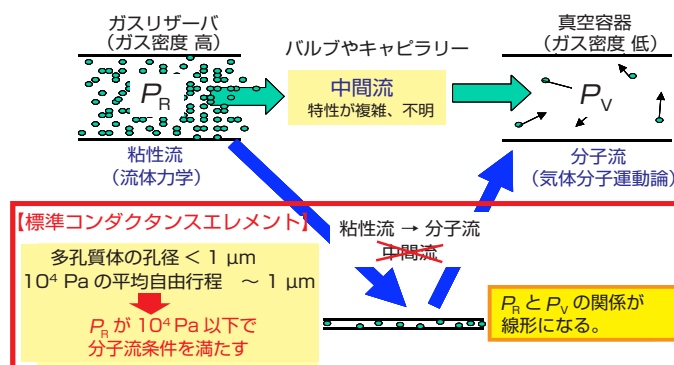 ガスリザーバ
(ガス密度 高)
バルブやキャピラリー
真空容器
(ガス密度 低)
P_R
中間流
特性が複雑、不明
P_V
粘性流
(流体力学)
分子流
(気体分子運動論)
【標準コンダクタンスエレメント】
粘性流 → 分子流
中間流
多孔質体の孔径 < 1 µm
10⁴ Pa の平均自由行程 ~ 1 µm
P_R が 10⁴ Pa 以下で
分子流条件を満たす
P_R と P_V の関係が
線形になる。